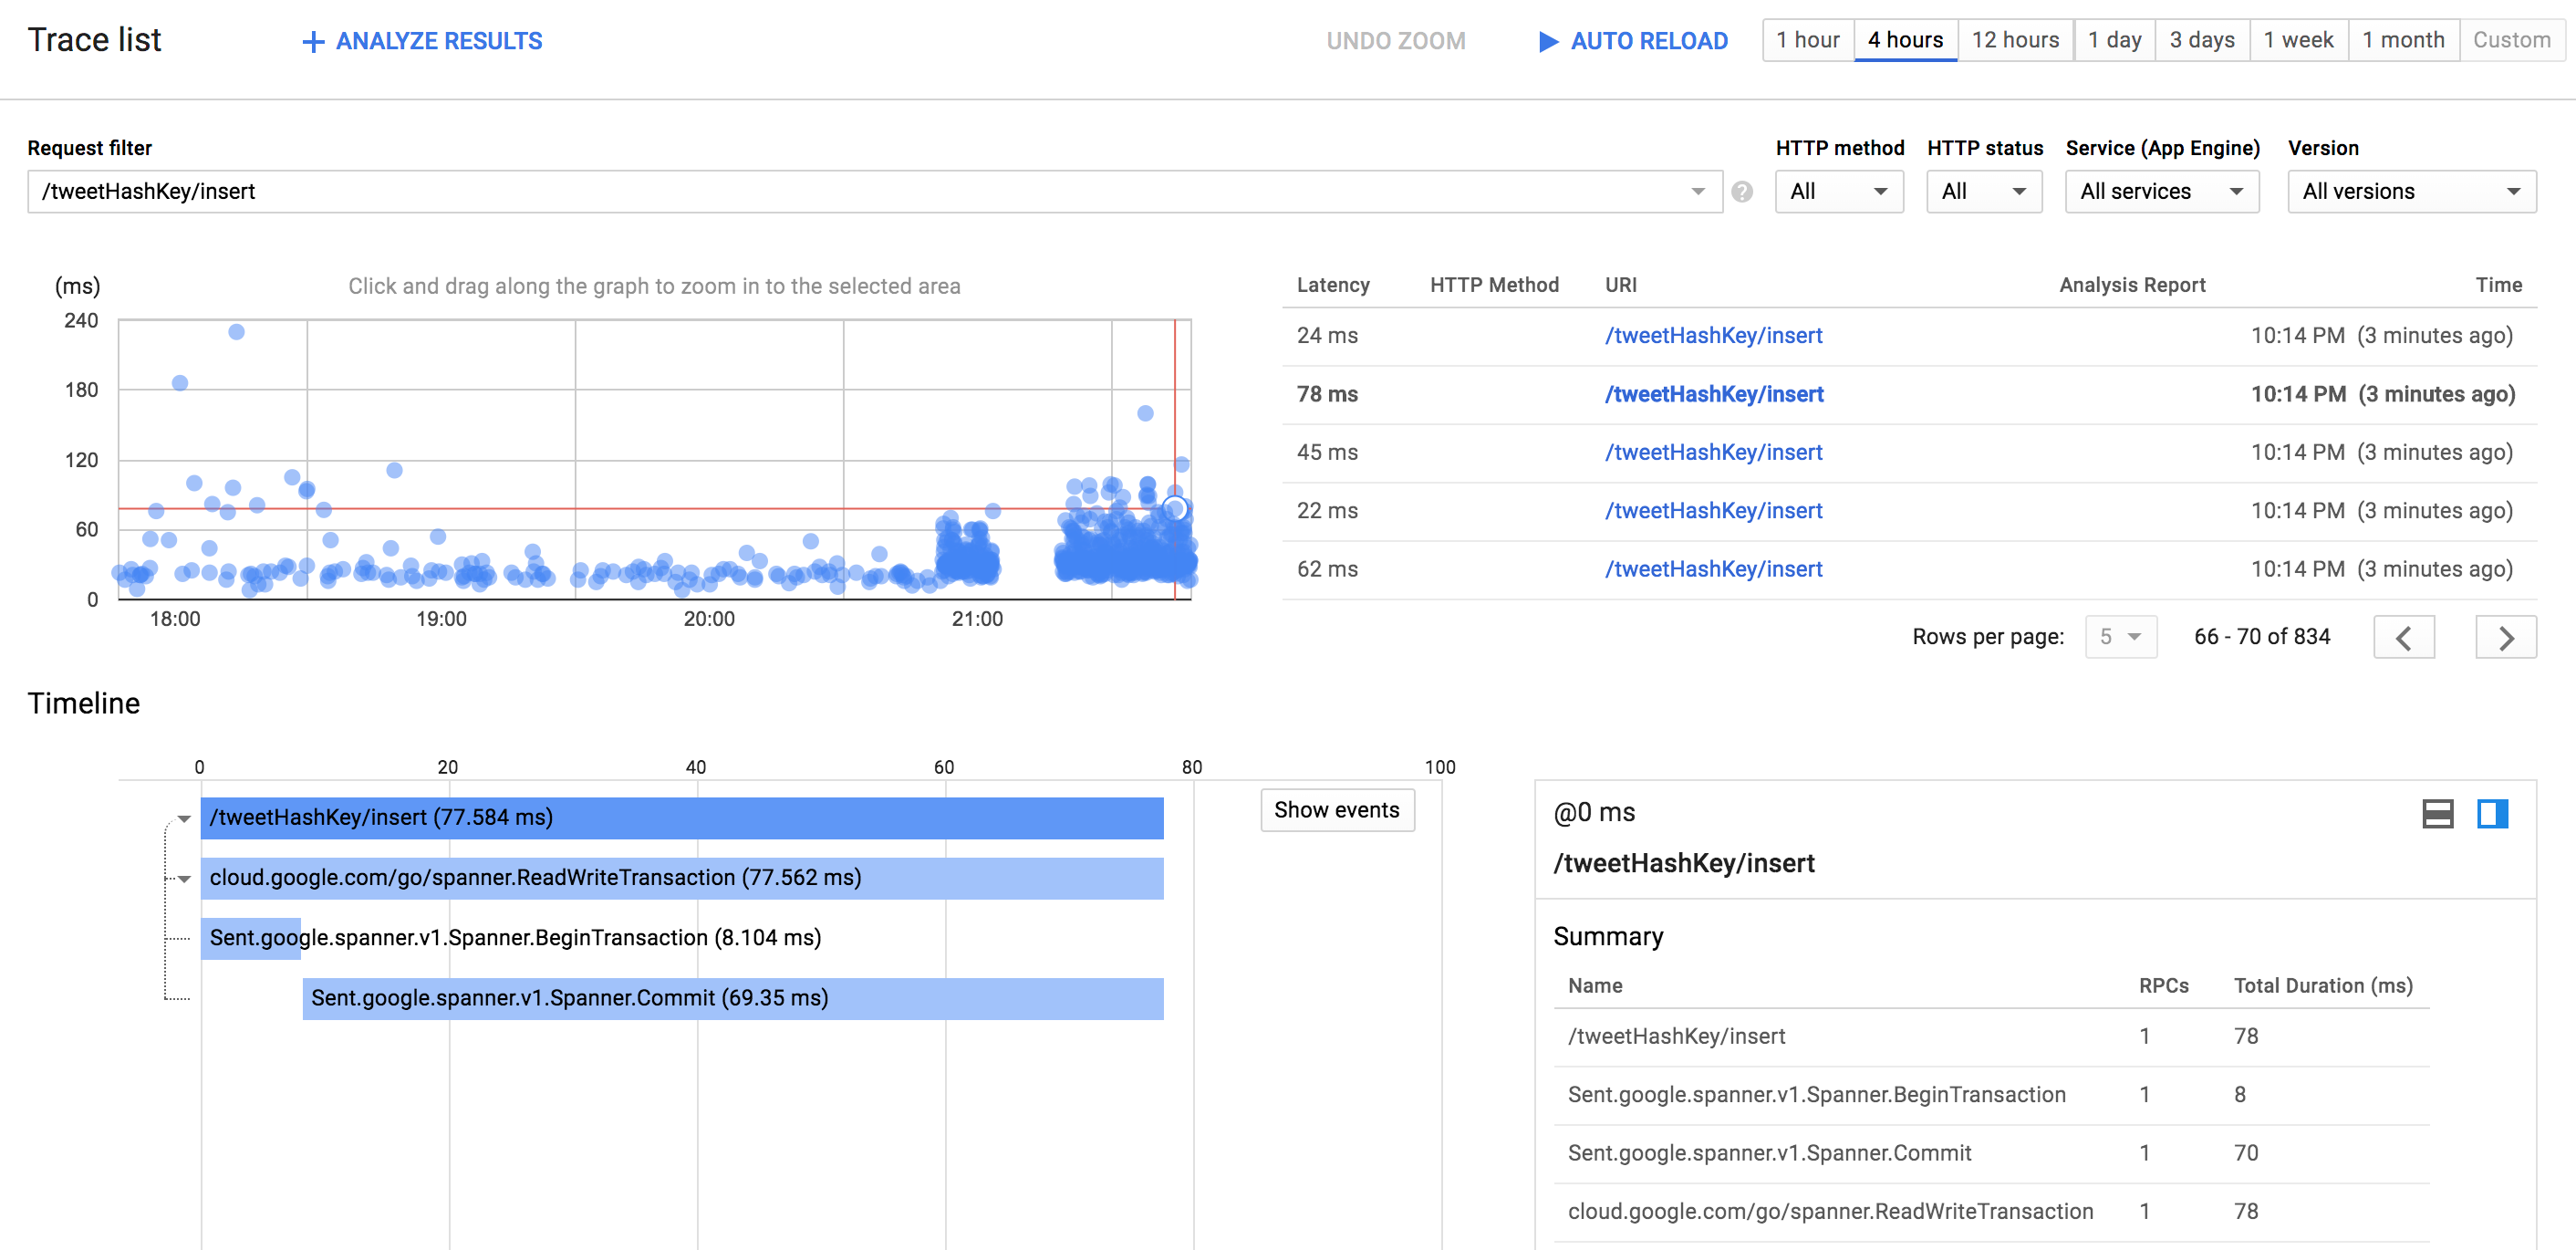 Trace list + ANALYZE RESULTS UNDO ZOOM AUTO RELOAD 1 hour 4 hours 12 hours 1 day 3 days 1 week 1 month Custom
Request filter HTTP method HTTP status Service (App Engine) Version
/tweetHashKey/insert ? All All All services All versions
(ms) Click and drag along the graph to zoom in to the selected area
240
180
120
60
0
18:00 19:00 20:00 21:00
Latency HTTP Method URI Analysis Report Time
24 ms /tweetHashKey/insert 10:14 PM (3 minutes ago)
78 ms /tweetHashKey/insert 10:14 PM (3 minutes ago)
45 ms /tweetHashKey/insert 10:14 PM (3 minutes ago)
22 ms /tweetHashKey/insert 10:14 PM (3 minutes ago)
62 ms /tweetHashKey/insert 10:14 PM (3 minutes ago)
Rows per page: 5 66 - 70 of 834
Timeline
0 20 40 60 80 100
/tweetHashKey/insert (77.584 ms)
Show events
cloud.google.com/go/spanner.ReadWriteTransaction (77.562 ms)
Sent.google.spanner.v1.Spanner.BeginTransaction (8.104 ms)
Sent.google.spanner.v1.Spanner.Commit (69.35 ms)
@0 ms
/tweetHashKey/insert
Summary
Name RPCs Total Duration (ms)
/tweetHashKey/insert 1 78
Sent.google.spanner.v1.Spanner.BeginTransaction 1 8
Sent.google.spanner.v1.Spanner.Commit 1 70
cloud.google.com/go/spanner.ReadWriteTransaction 1 78